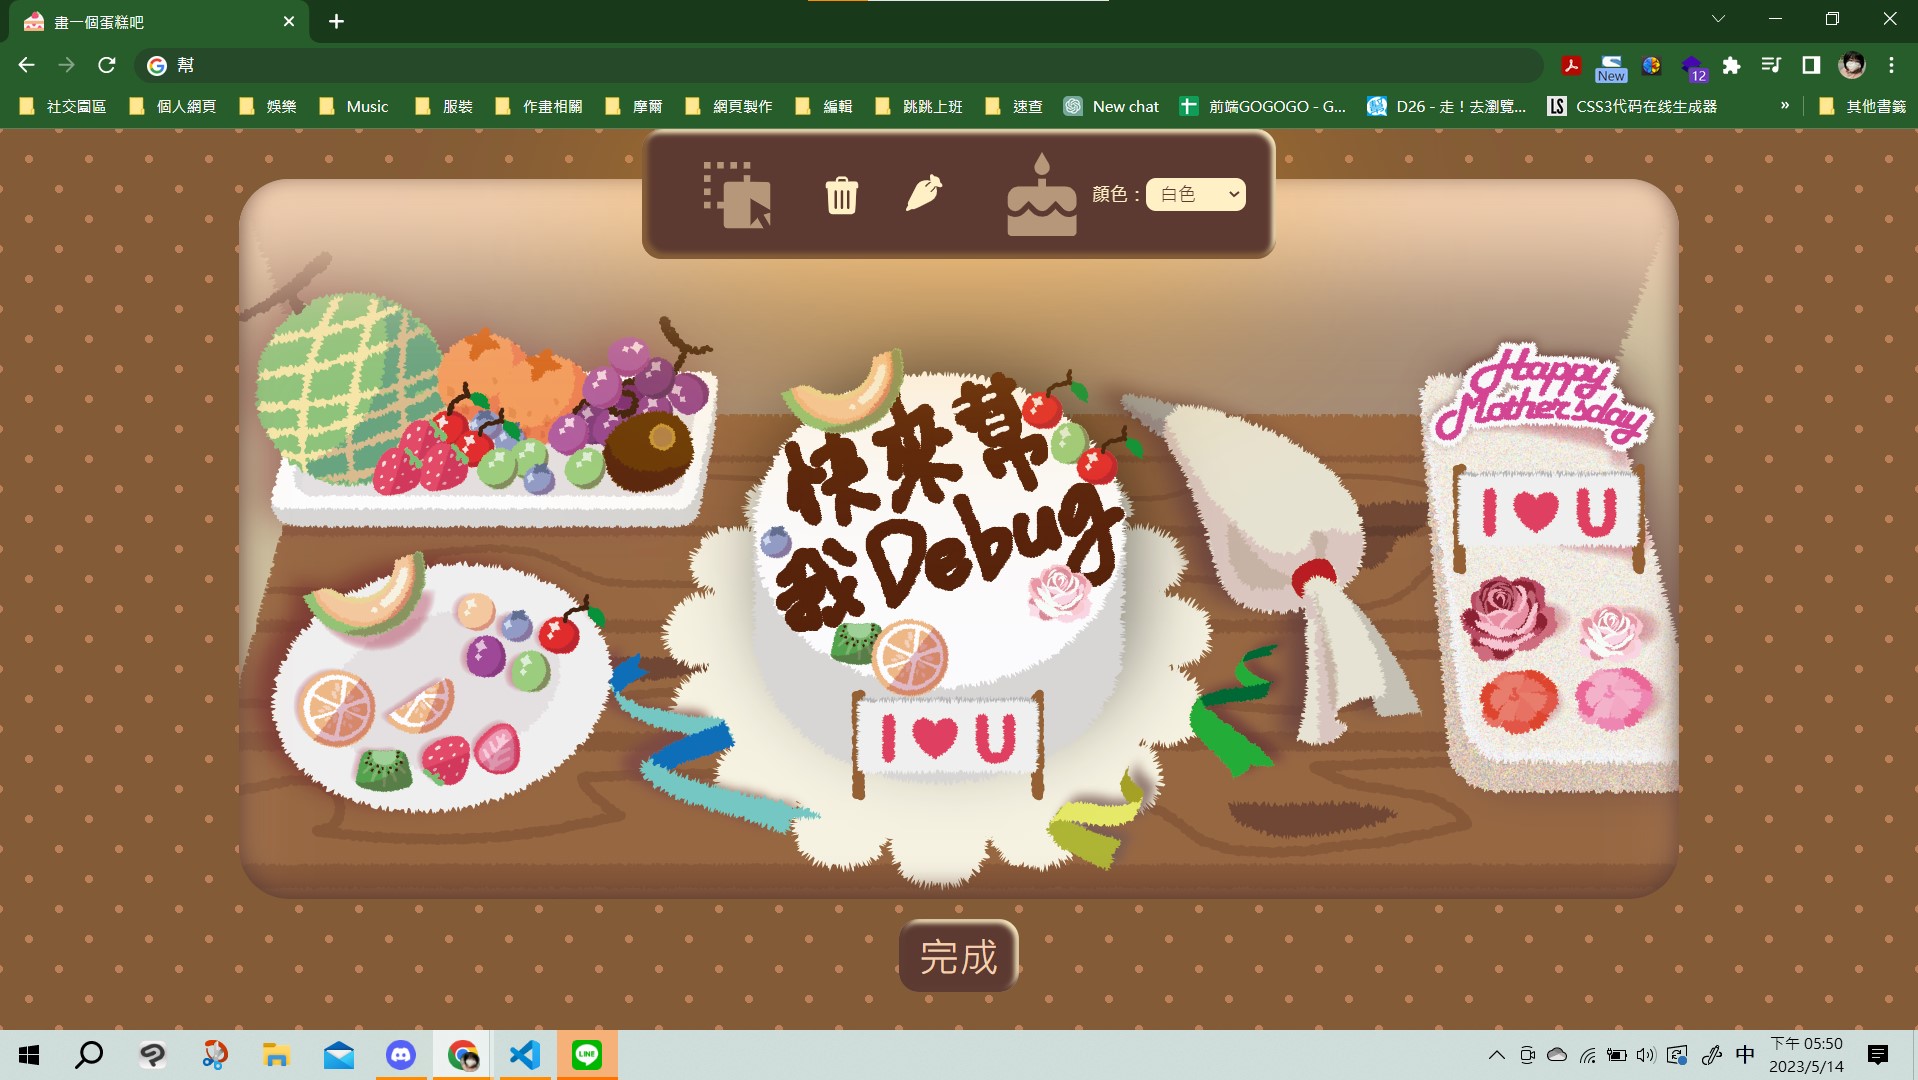 畫一個蛋糕吧
幫
New
12
社交園區 個人網頁 娛樂 Music 服裝 作畫相關 摩爾 網頁製作 編輯 跳跳上班 速查 New chat 前端GOGOGO - G... D26 - 走！去瀏覽... LS CSS3代码在线生成器 » 其他書籤
顏色： 白色
Happy
Mothersday
快來幫
我Debug
I U
I U
完成
LINE
中
下午 05:50
2023/5/14